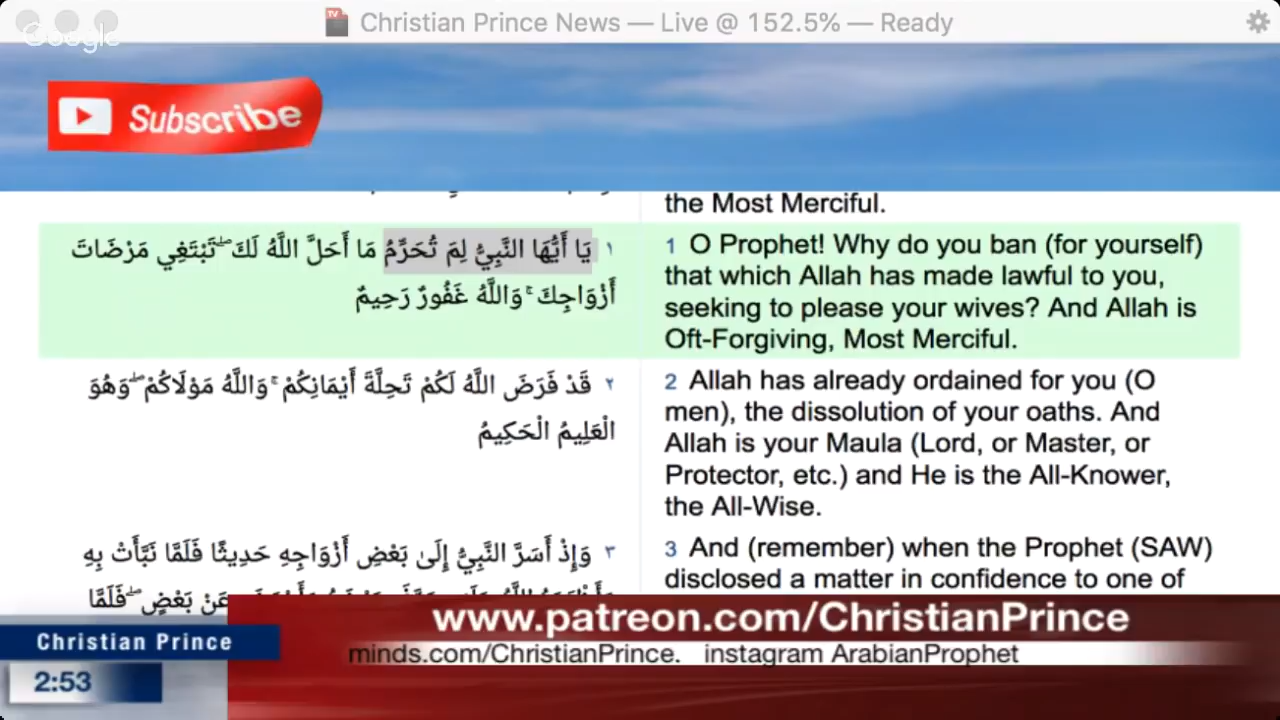 Christian Prince News — Live @ 152.5% — Ready
Google
Subscribe
the Most Merciful.
١ يَا أَيُّهَا النَّبِيُّ لِمَ تُحَرِّمُ مَا أَحَلَّ اللَّهُ لَكَ ۖ تَبْتَغِي مَرْضَاتَ
أَزْوَاجِكَ ۚ وَاللَّهُ غَفُورٌ رَحِيمٌ
1 O Prophet! Why do you ban (for yourself)
that which Allah has made lawful to you,
seeking to please your wives? And Allah is
Oft-Forgiving, Most Merciful.
٢ قَدْ فَرَضَ اللَّهُ لَكُمْ تَحِلَّةَ أَيْمَانِكُمْ ۚ وَاللَّهُ مَوْلَاكُمْ ۖ وَهُوَ
الْعَلِيمُ الْحَكِيمُ
2 Allah has already ordained for you (O
men), the dissolution of your oaths. And
Allah is your Maula (Lord, or Master, or
Protector, etc.) and He is the All-Knower,
the All-Wise.
٣ وَإِذْ أَسَرَّ النَّبِيُّ إِلَىٰ بَعْضِ أَزْوَاجِهِ حَدِيثًا فَلَمَّا نَبَّأَتْ بِهِ
عَنْ بَعْضٍ ۖ فَلَمَّا
3 And (remember) when the Prophet (SAW)
disclosed a matter in confidence to one of
www.patreon.com/ChristianPrince
Christian Prince
minds.com/ChristianPrince. instagram ArabianProphet
2:53